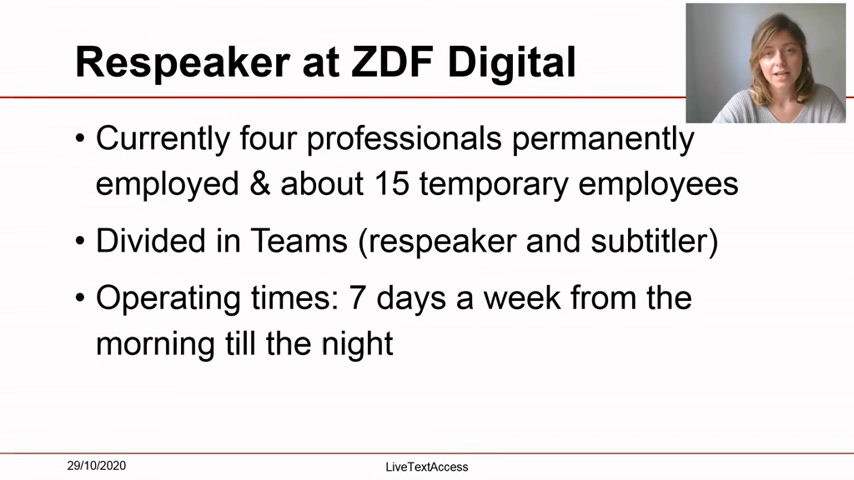 Respeaker at ZDF Digital
• Currently four professionals permanently
employed & about 15 temporary employees
• Divided in Teams (respeaker and subtitler)
• Operating times: 7 days a week from the
morning till the night
29/10/2020
LiveTextAccess